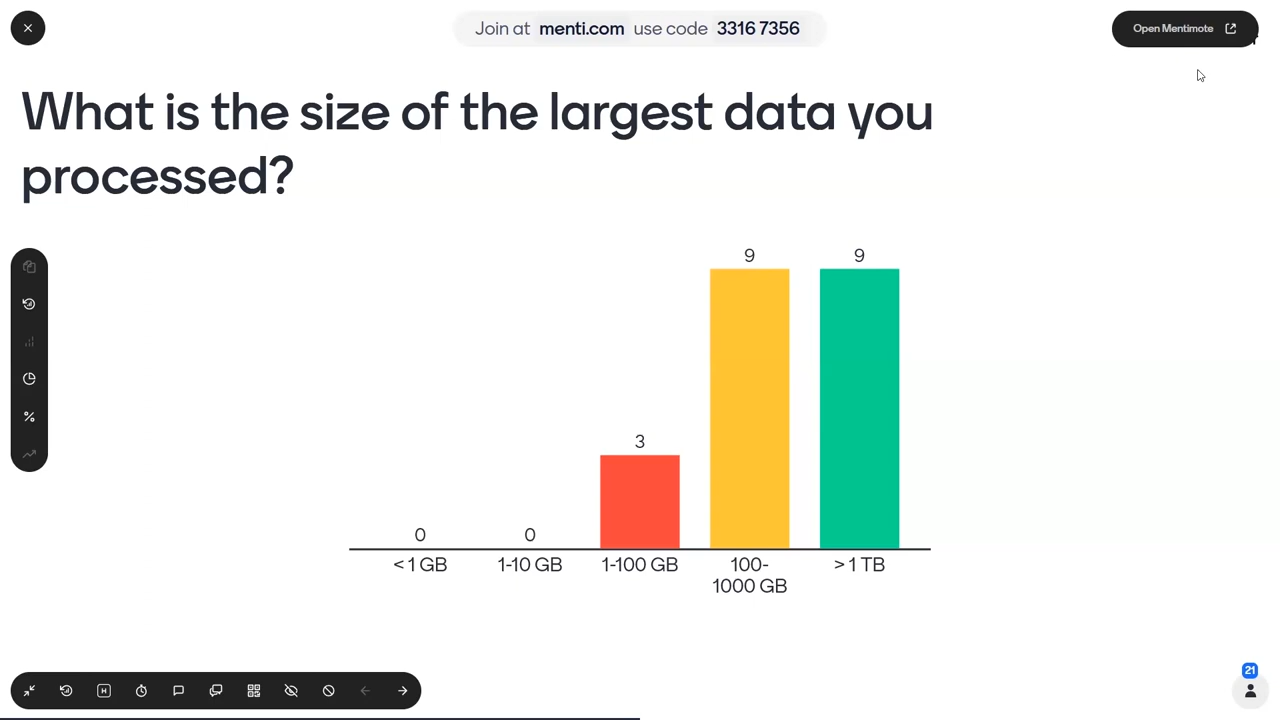 Join at menti.com use code 3316 7356
Open Mentimote
What is the size of the largest data you
processed?
9
9
3
0
0
< 1 GB
1-10 GB
1-100 GB
100-
1000 GB
> 1 TB
H
21